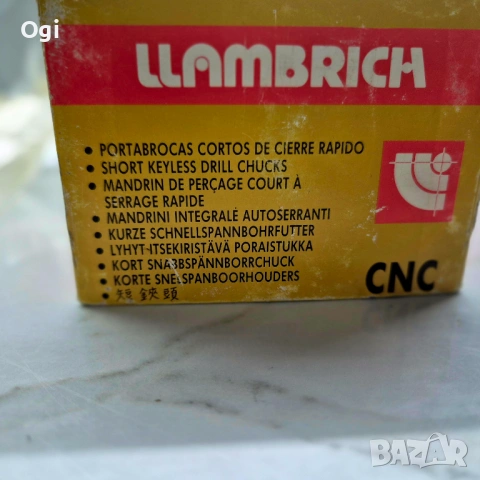 Ogi
LLAMBRICH
• PORTABROCAS CORTOS DE CIERRE RAPIDO
• SHORT KEYLESS DRILL CHUCKS
• MANDRIN DE PERÇAGE COURT À
SERRAGE RAPIDE
• MANDRINI INTEGRALE AUTOSERRANTI
• KURZE SCHNELLSPANNBOHRFUTTER
• LYHYT-ITSEKIRISTÄVÄ PORAISTUKKA
• KORT SNABBSPÄNNBORRCHUCK
• KORTE SNELSPANBOORHOUDERS
CNC
BAZAR